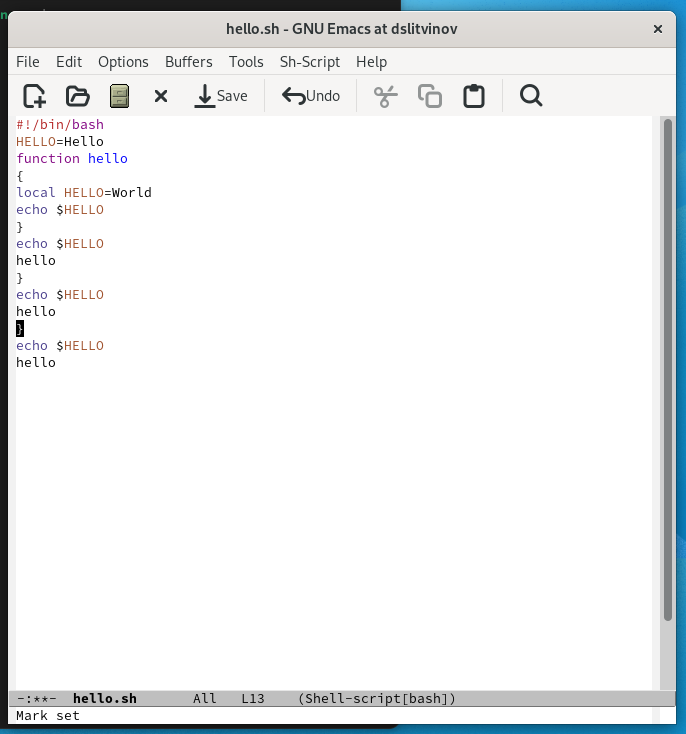 n
hello.sh - GNU Emacs at dslitvinov
File Edit Options Buffers Tools Sh-Script Help
Save Undo
#!/bin/bash
HELLO=Hello
function hello
{
local HELLO=World
echo $HELLO
}
echo $HELLO
hello
}
echo $HELLO
hello
}
echo $HELLO
hello
-:**- hello.sh All L13 (Shell-script[bash])
Mark set